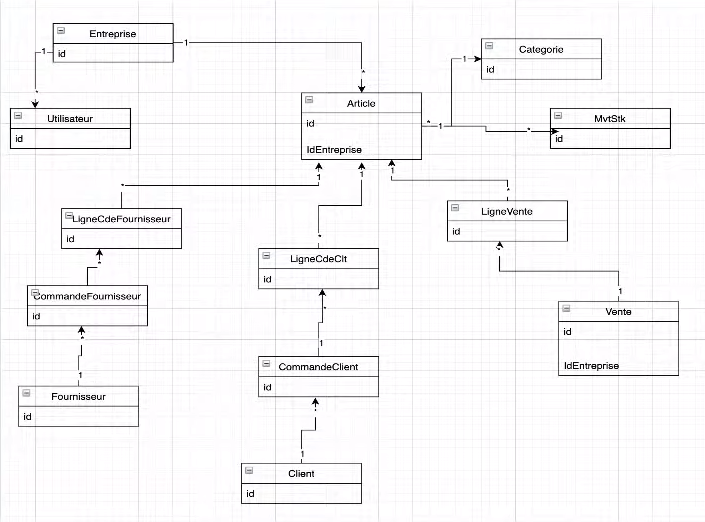 Entreprise
id
1
1
*
*
Utilisateur
id
Categorie
id
1
Article
id
IdEntreprise
*
1
*
MvtStk
id
1
1
1
*
*
*
LigneCdeFournisseur
id
LigneVente
id
LigneCdeClt
id
*
*
CommandeFournisseur
id
*
1
1
Vente
id
IdEntreprise
*
1
CommandeClient
id
Fournisseur
id
*
1
Client
id